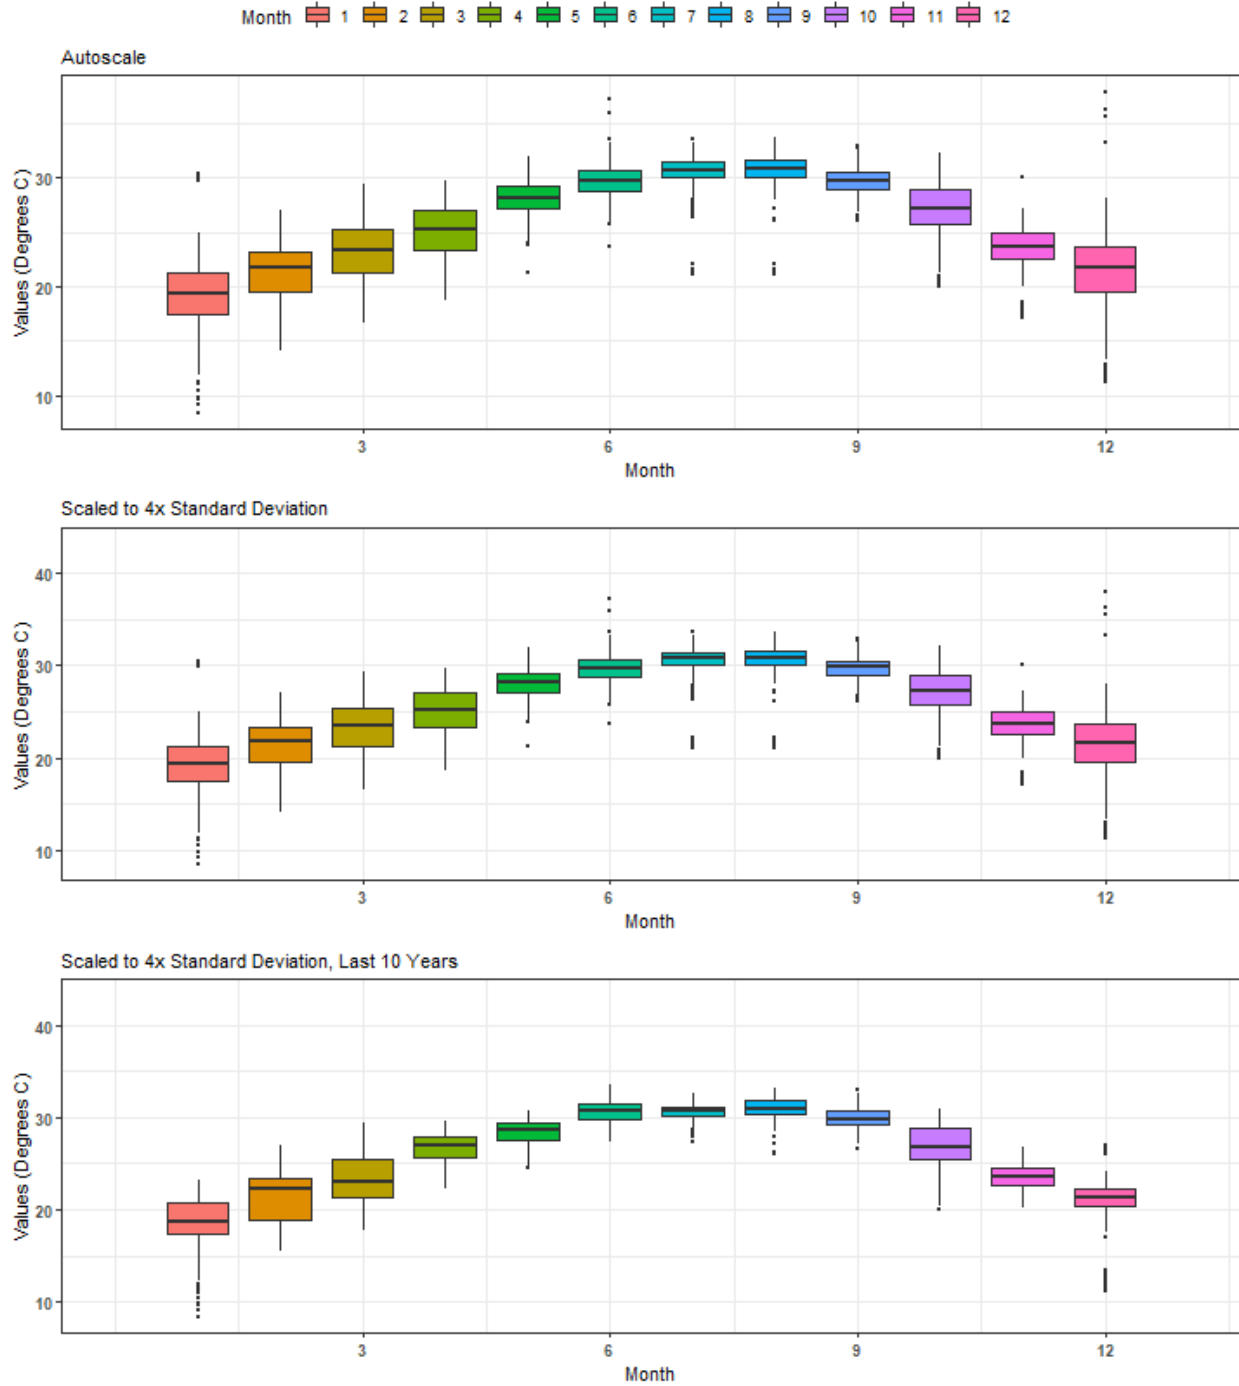 Month 1 2 3 4 5 6 7 8 9 10 11 12
Autoscale
Values (Degrees C)
30
20
10
3 6 9 12
Month
Scaled to 4x Standard Deviation
Values (Degrees C)
40
30
20
10
3 6 9 12
Month
Scaled to 4x Standard Deviation, Last 10 Years
Values (Degrees C)
40
30
20
10
3 6 9 12
Month